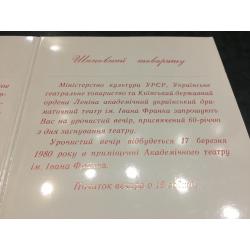 Шановний товаришу
Міністерство культури УРСР, Українське
театральне товариство та Київський державний
ордена Леніна академічний український дра-
матичний театр ім. Івана Франка запрошують
Вас на урочистий вечір, присвячений 60-річчю
з дня заснування театру.
Урочистий вечір відбудеться 17 березня
1980 року в приміщенні Академічного театру
ім. Івана Франка.
Початок вечора о 18